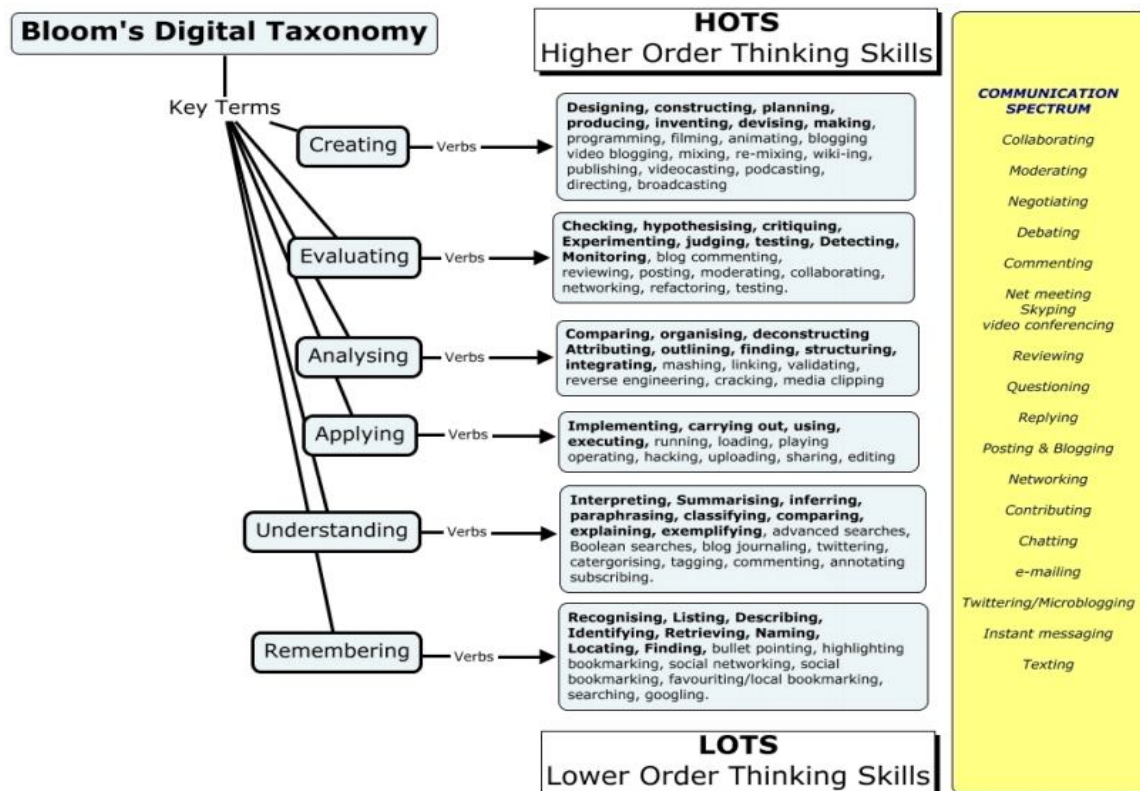 Bloom's Digital Taxonomy
Key Terms
HOTS
Higher Order Thinking Skills
Creating
Verbs
Designing, constructing, planning,
producing, inventing, devising, making,
programming, filming, animating, blogging
video blogging, mixing, re-mixing, wiki-ing,
publishing, videocasting, podcasting,
directing, broadcasting
Evaluating
Verbs
Checking, hypothesising, critiquing,
Experimenting, judging, testing, Detecting,
Monitoring, blog commenting,
reviewing, posting, moderating, collaborating,
networking, refactoring, testing.
Analysing
Verbs
Comparing, organising, deconstructing
Attributing, outlining, finding, structuring,
integrating, mashing, linking, validating,
reverse engineering, cracking, media clipping
Applying
Verbs
Implementing, carrying out, using,
executing, running, loading, playing
operating, hacking, uploading, sharing, editing
Understanding
Verbs
Interpreting, Summarising, inferring,
paraphrasing, classifying, comparing,
explaining, exemplifying, advanced searches,
Boolean searches, blog journaling, twittering,
catergorising, tagging, commenting, annotating
subscribing.
Remembering
Verbs
Recognising, Listing, Describing,
Identifying, Retrieving, Naming,
Locating, Finding, bullet pointing, highlighting
bookmarking, social networking, social
bookmarking, favouriting/local bookmarking,
searching, googling.
LOTS
Lower Order Thinking Skills
COMMUNICATION
SPECTRUM
Collaborating
Moderating
Negotiating
Debating
Commenting
Net meeting
Skyping
video conferencing
Reviewing
Questioning
Replying
Posting & Blogging
Networking
Contributing
Chatting
e-mailing
Twittering/Microblogging
Instant messaging
Texting